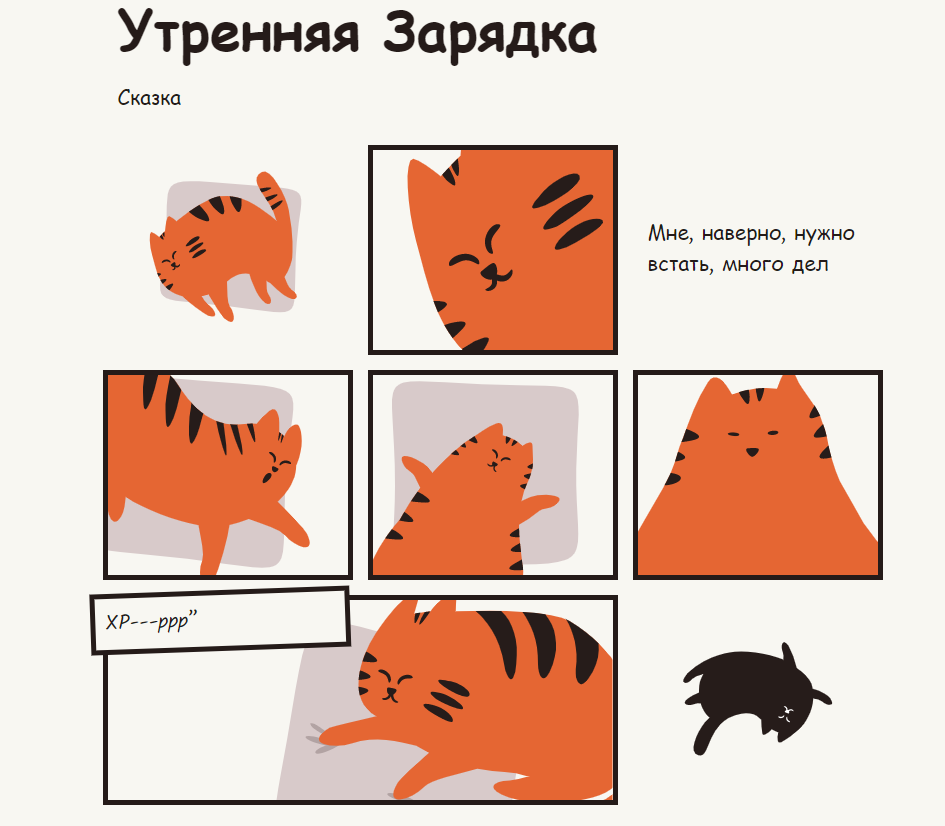 Утренняя Зарядка
Сказка
Мне, наверно, нужно
встать, много дел
ХР---ррр”